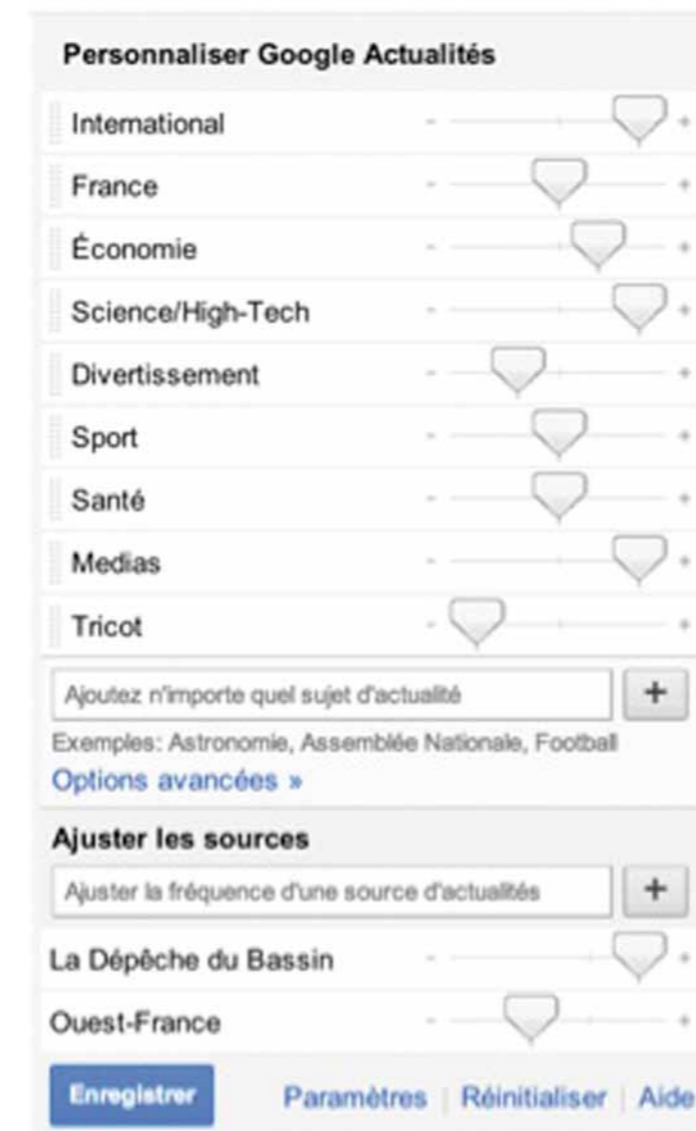 Personnaliser Google Actualités
International - +
France - +
Économie - +
Science/High-Tech - +
Divertissement - +
Sport - +
Santé - +
Medias - +
Tricot - +
Ajoutez n'importe quel sujet d'actualité +
Exemples: Astronomie, Assemblée Nationale, Football
Options avancées »
Ajuster les sources
Ajuster la fréquence d'une source d'actualités +
La Dépêche du Bassin - +
Ouest-France - +
Enregistrer Paramètres | Réinitialiser | Aide